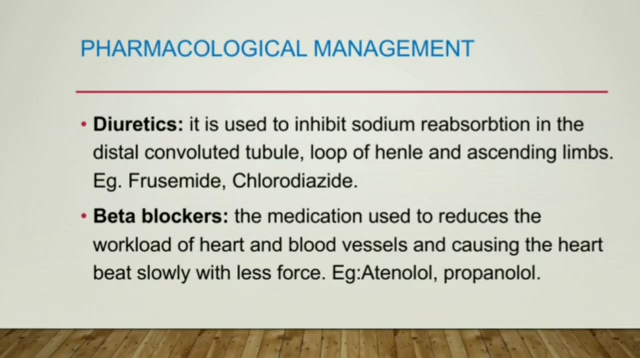 PHARMACOLOGICAL MANAGEMENT
• Diuretics: it is used to inhibit sodium reabsorbtion in the
distal convoluted tubule, loop of henle and ascending limbs.
Eg. Frusemide, Chlorodiazide.
• Beta blockers: the medication used to reduces the
workload of heart and blood vessels and causing the heart
beat slowly with less force. Eg:Atenolol, propanolol.